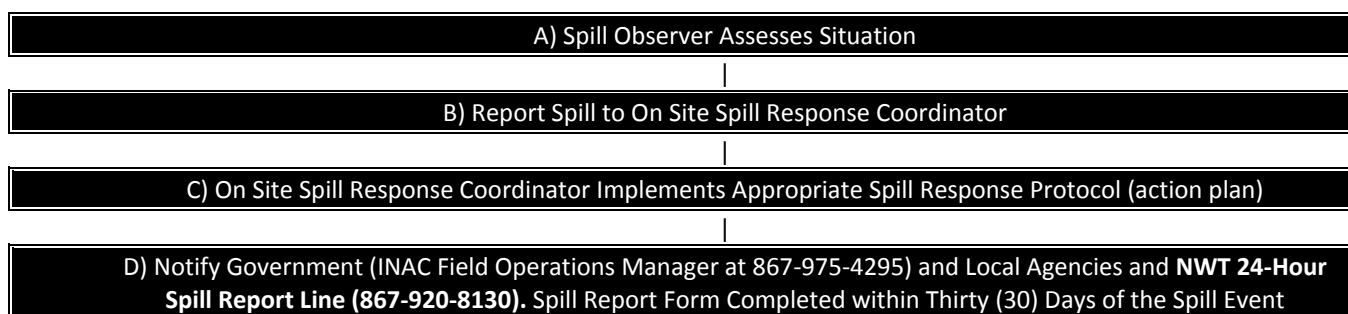 A) Spill Observer Assesses Situation
|
B) Report Spill to On Site Spill Response Coordinator
|
C) On Site Spill Response Coordinator Implements Appropriate Spill Response Protocol (action plan)
|
D) Notify Government (INAC Field Operations Manager at 867-975-4295) and Local Agencies and NWT 24-Hour
Spill Report Line (867-920-8130). Spill Report Form Completed within Thirty (30) Days of the Spill Event